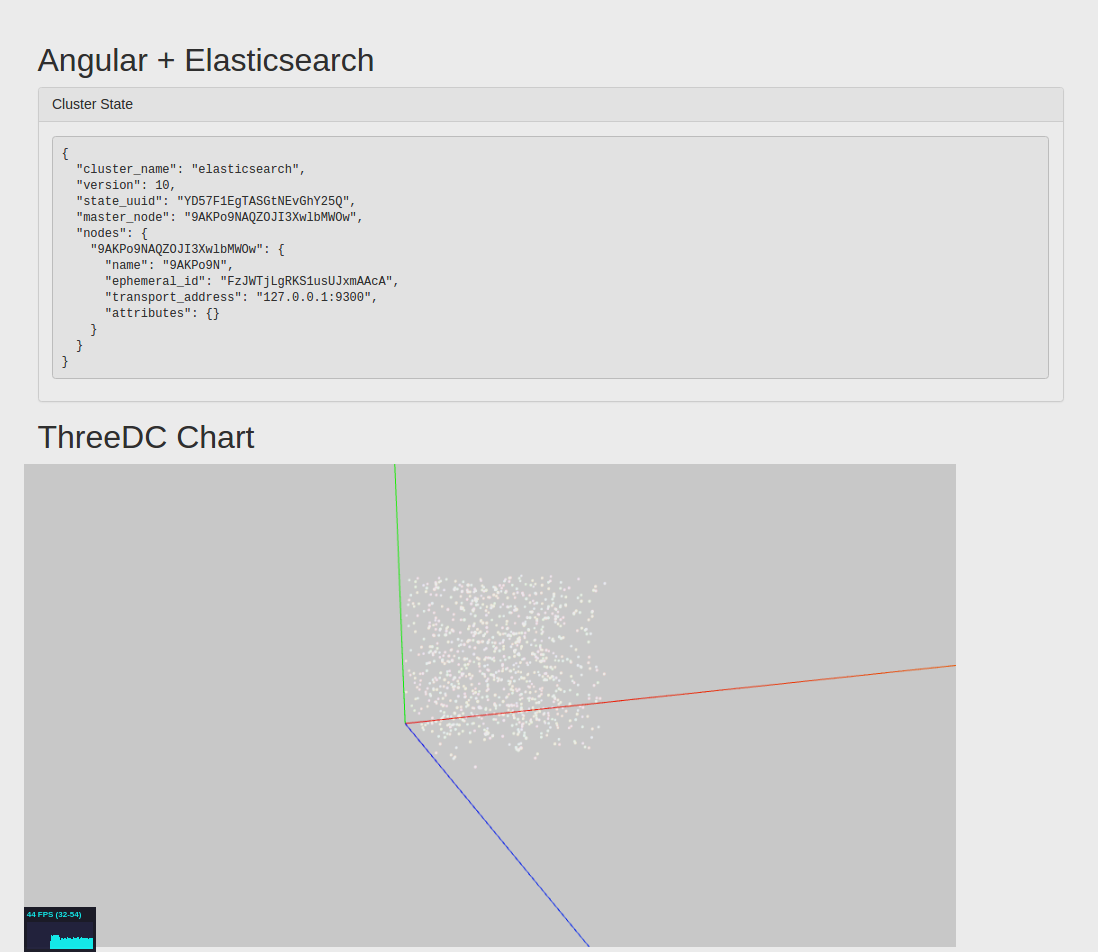 Angular + Elasticsearch
Cluster State
{
  "cluster_name": "elasticsearch",
  "version": 10,
  "state_uuid": "YD57F1EgTASGtNEvGhY25Q",
  "master_node": "9AKPo9NAQZOJI3XwlbMWOw",
  "nodes": {
    "9AKPo9NAQZOJI3XwlbMWOw": {
      "name": "9AKPo9N",
      "ephemeral_id": "FzJWTjLgRKS1usUJxmAAcA",
      "transport_address": "127.0.0.1:9300",
      "attributes": {}
    }
  }
}
ThreeDC Chart
44 FPS (32-54)